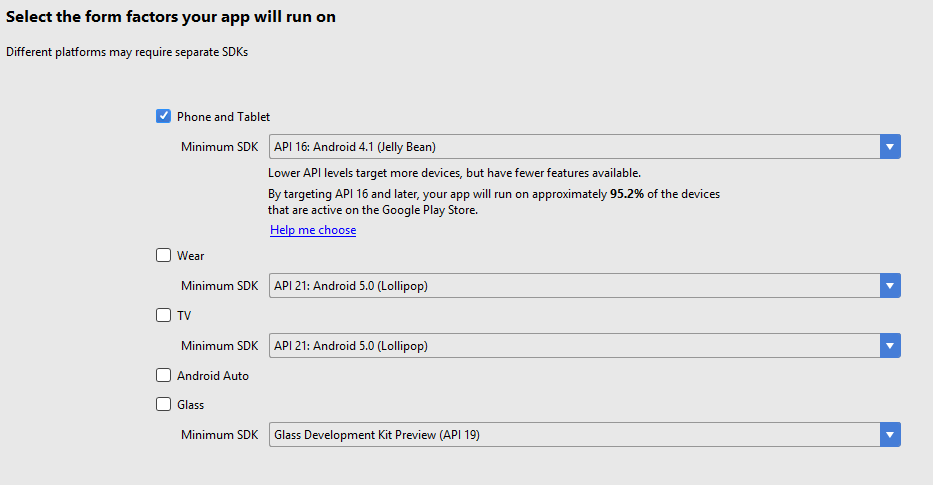 Select the form factors your app will run on
Different platforms may require separate SDKs
Phone and Tablet
Minimum SDK API 16: Android 4.1 (Jelly Bean)
Lower API levels target more devices, but have fewer features available.
By targeting API 16 and later, your app will run on approximately 95.2% of the devices
that are active on the Google Play Store.
Help me choose
Wear
Minimum SDK API 21: Android 5.0 (Lollipop)
TV
Minimum SDK API 21: Android 5.0 (Lollipop)
Android Auto
Glass
Minimum SDK Glass Development Kit Preview (API 19)